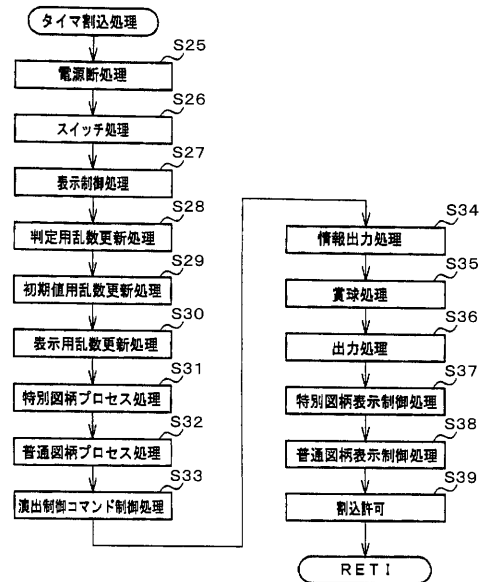 タイマ割込処理
S25
電源断処理
S26
スイッチ処理
S27
表示制御処理
S28
判定用乱数更新処理
S29
初期値用乱数更新処理
S30
表示用乱数更新処理
S31
特別図柄プロセス処理
S32
普通図柄プロセス処理
S33
演出制御コマンド制御処理
S34
情報出力処理
S35
賞球処理
S36
出力処理
S37
特別図柄表示制御処理
S38
普通図柄表示制御処理
S39
割込許可
RETI